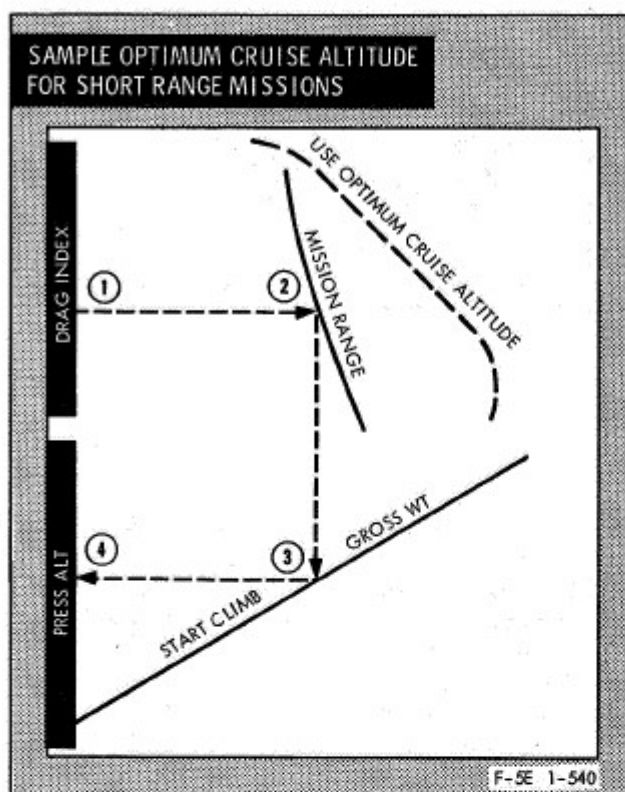 SAMPLE OPTIMUM CRUISE ALTITUDE
FOR SHORT RANGE MISSIONS
USE OPTIMUM CRUISE ALTITUDE
DRAG INDEX
1
2
MISSION RANGE
PRESS ALT
4
3
START CLIMB GROSS WT
F-5E 1-540